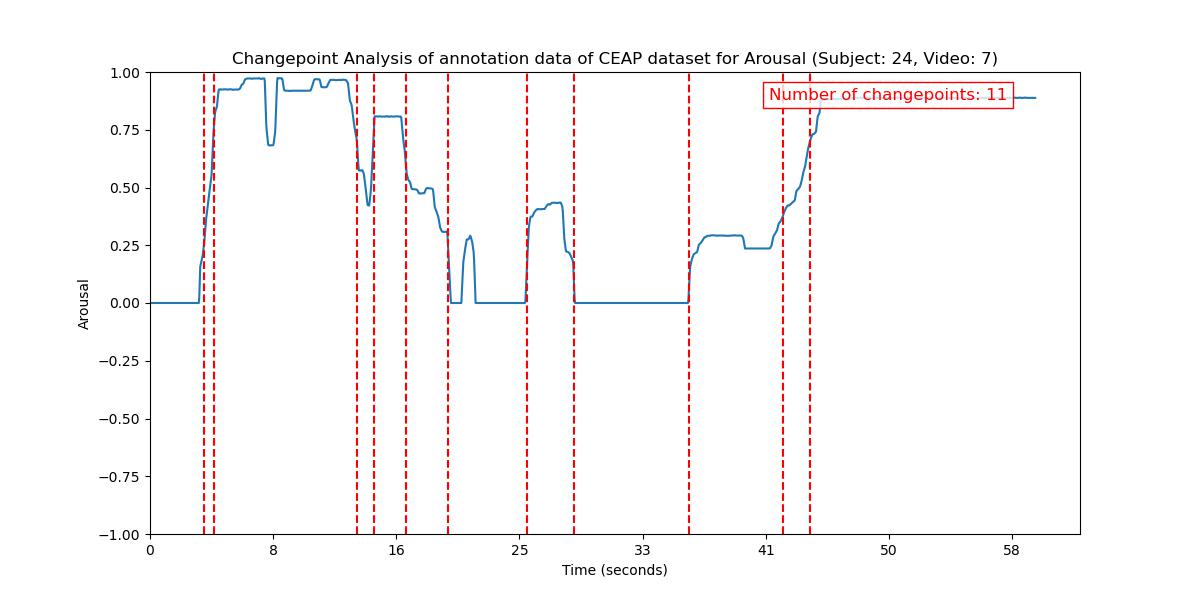 Changepoint Analysis of annotation data of CEAP dataset for Arousal (Subject: 24, Video: 7)
Number of changepoints: 11
1.00
0.75
0.50
0.25
0.00
−0.25
−0.50
−0.75
−1.00
Arousal
0 8 16 25 33 41 50 58
Time (seconds)